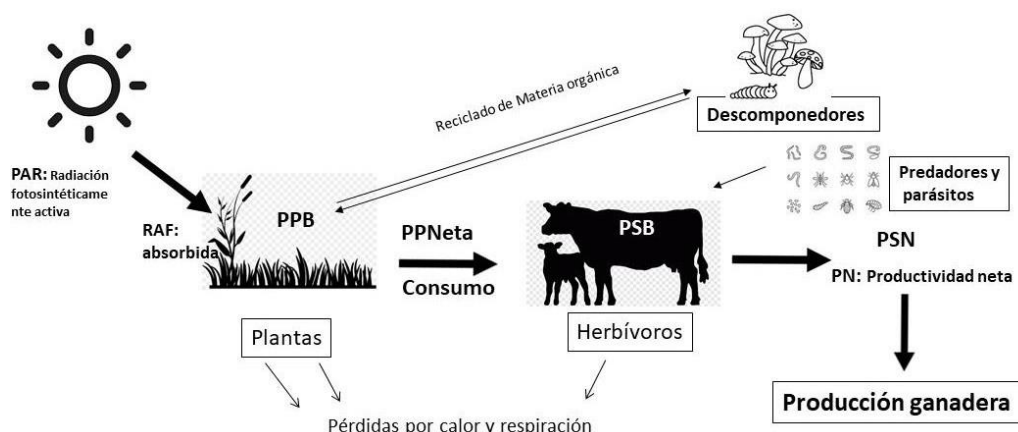 Reciclado de Materia orgánica
Descomponedores
PAR: Radiación
fotosintéticame
nte activa
Predadores y
parásitos
RAF:
absorbida
PPB
PPNeta
Consumo
PSB
PSN
PN: Productividad neta
Plantas
Herbívoros
Producción ganadera
Pérdidas por calor y respiración